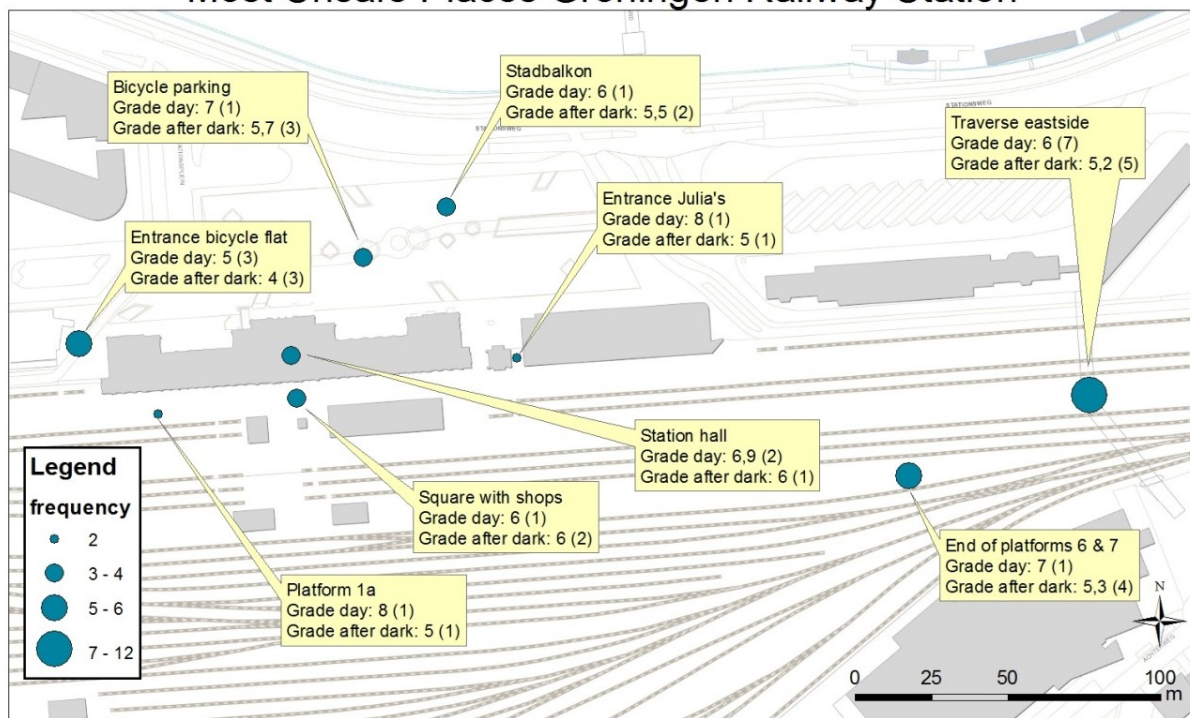 Most Unsafe Places Groningen Railway Station
Bicycle parking
Grade day: 7 (1)
Grade after dark: 5,7 (3)
Stadbalkon
Grade day: 6 (1)
Grade after dark: 5,5 (2)
STATIONSWEG
STATIONSWEG
Traverse eastside
Grade day: 6 (7)
Grade after dark: 5,2 (5)
STATIONSPLEIN
Entrance Julia's
Grade day: 8 (1)
Grade after dark: 5 (1)
Entrance bicycle flat
Grade day: 5 (3)
Grade after dark: 4 (3)
Station hall
Grade day: 6,9 (2)
Grade after dark: 6 (1)
Square with shops
Grade day: 6 (1)
Grade after dark: 6 (2)
End of platforms 6 & 7
Grade day: 7 (1)
Grade after dark: 5,3 (4)
Platform 1a
Grade day: 8 (1)
Grade after dark: 5 (1)
Legend
frequency
2
3 - 4
5 - 6
7 - 12
N
ACHTERWEG
0 25 50 100
m